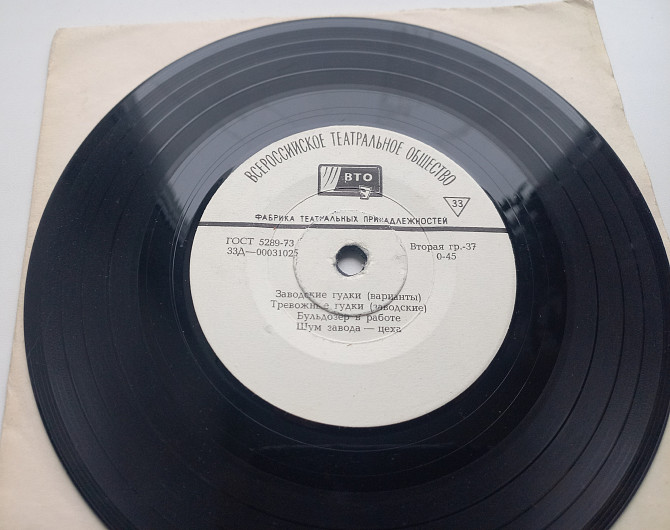 ВСЕРОССИЙСКОЕ ТЕАТРАЛЬНОЕ ОБЩЕСТВО
ВТО
33
ФАБРИКА ТЕАТРАЛЬНЫХ ПРИНАДЛЕЖНОСТЕЙ
ГОСТ 5289-73
33Д—00031025
Вторая гр.-37
0-45
Заводские гудки (варианты)
Тревожные гудки (заводские)
Бульдозер в работе
Шум завода — цеха